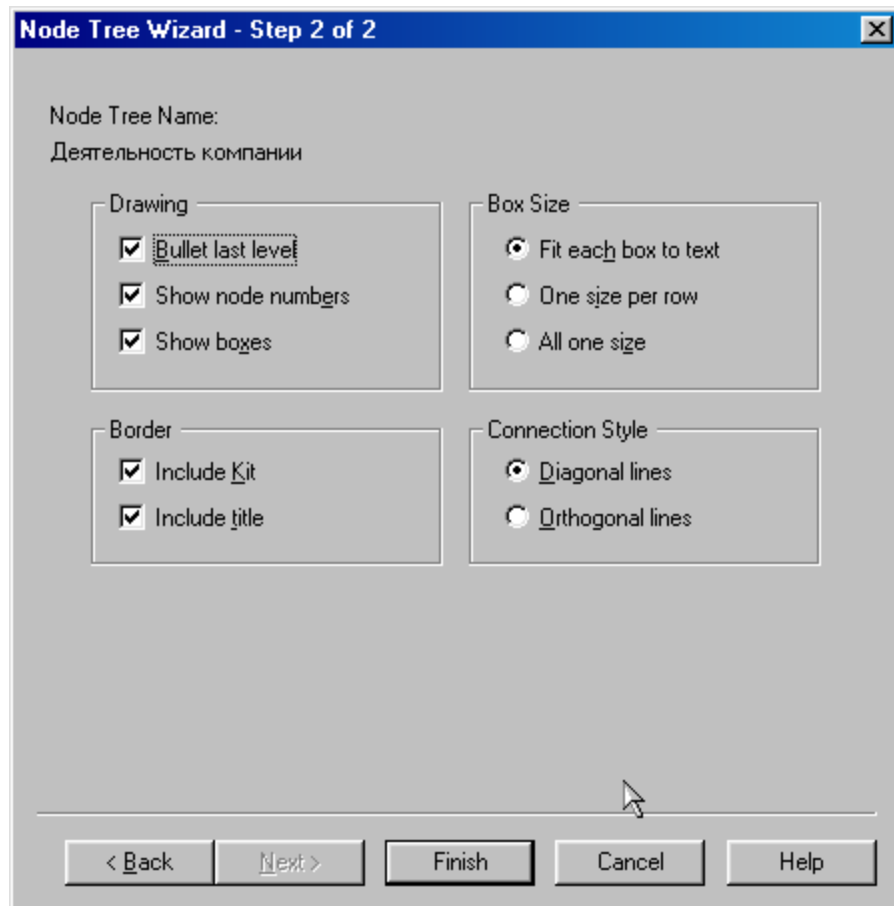 Node Tree Wizard - Step 2 of 2
Node Tree Name:
Деятельность компании
Drawing
Bullet last level
Show node numbers
Show boxes
Box Size
Fit each box to text
One size per row
All one size
Border
Include Kit
Include title
Connection Style
Diagonal lines
Orthogonal lines
< Back
Next >
Finish
Cancel
Help